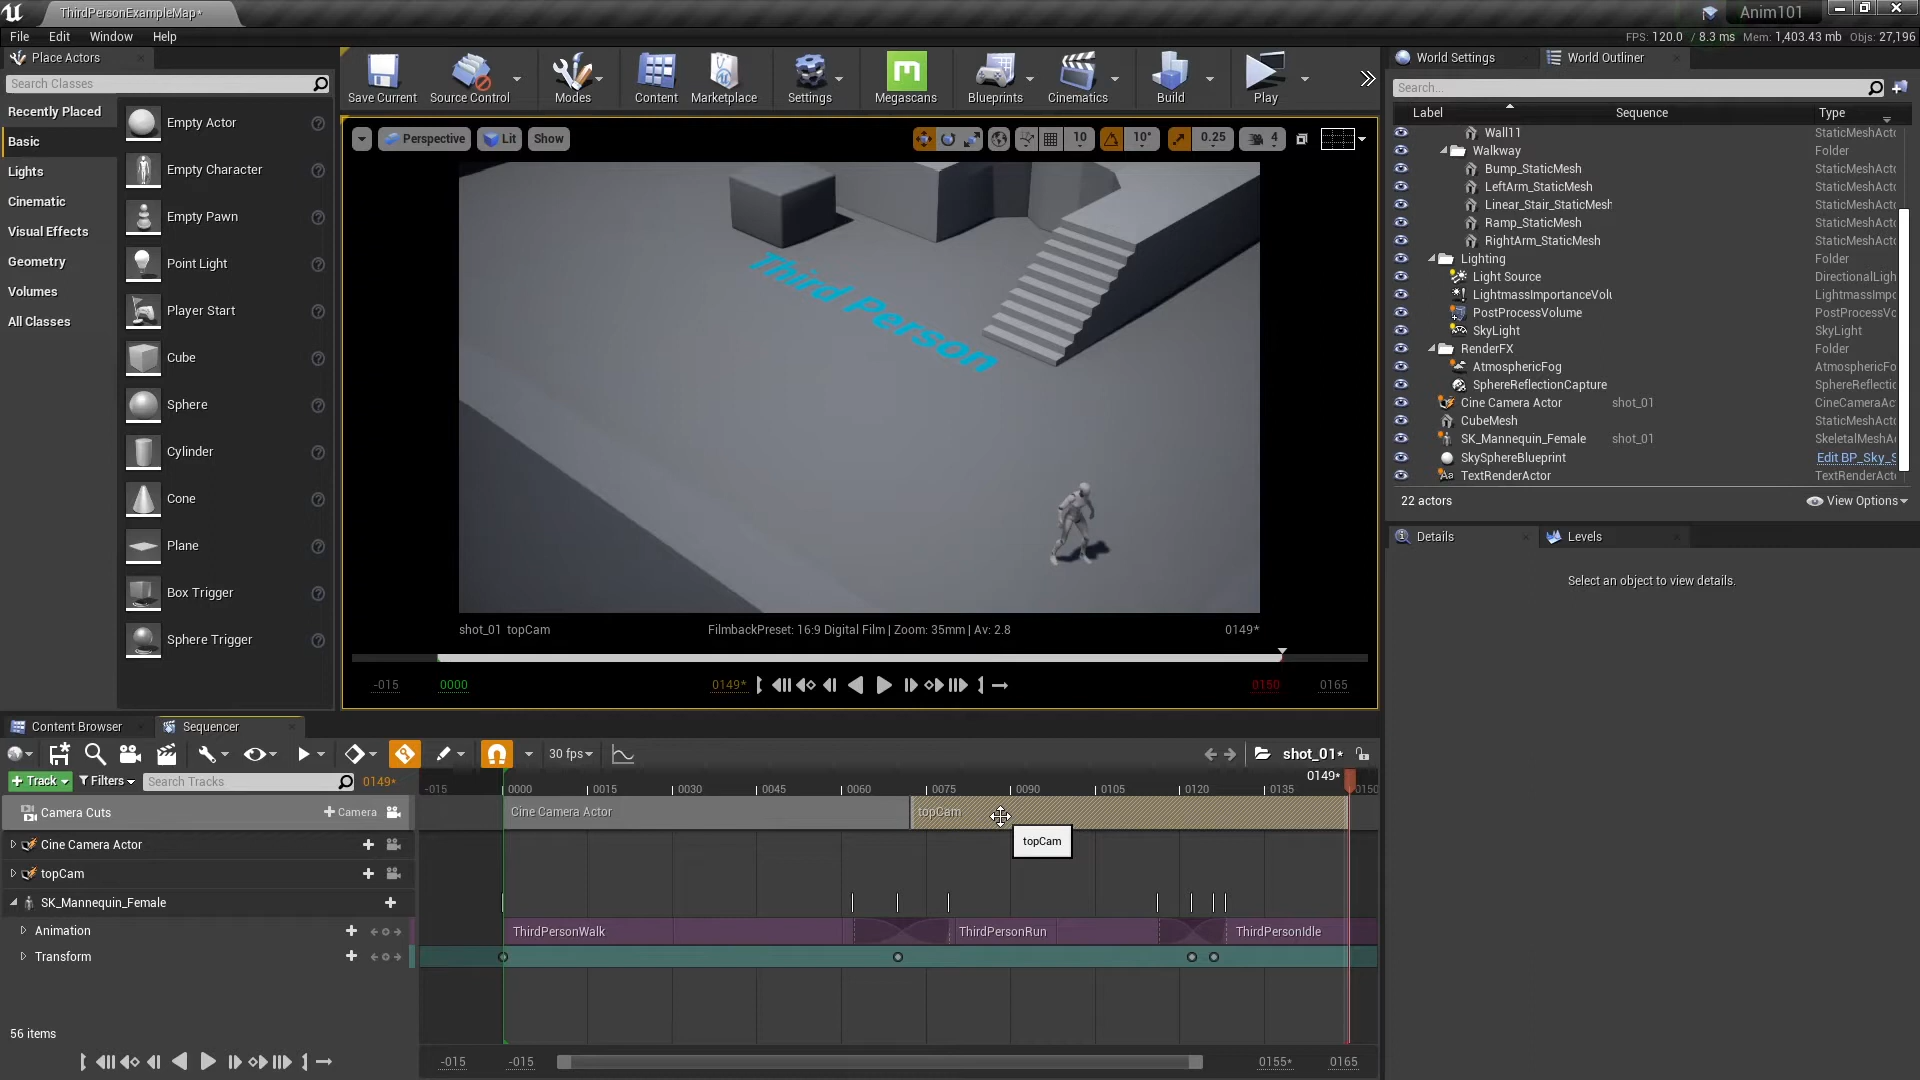 ThirdPersonExampleMap*
Anim101
File Edit Window Help
FPS: 120.0 / 8.3 ms Mem: 1,403.43 mb Objs: 27,196
Place Actors
Search Classes
Recently Placed
Basic
Lights
Cinematic
Visual Effects
Geometry
Volumes
All Classes
Empty Actor
Empty Character
Empty Pawn
Point Light
Player Start
Cube
Sphere
Cylinder
Cone
Plane
Box Trigger
Sphere Trigger
Save Current Source Control Modes Content Marketplace Settings Megascans Blueprints Cinematics Build Play
Perspective Lit Show 10 10° 0.25 4
Third Person
shot_01 topCam FilmbackPreset: 16:9 Digital Film | Zoom: 35mm | Av: 2.8 0149*
-015 0000 0149* 0150 0165
World Settings World Outliner
Search...
Label Sequence Type
Wall11 StaticMeshActo
Walkway Folder
Bump_StaticMesh StaticMeshActo
LeftArm_StaticMesh StaticMeshActo
Linear_Stair_StaticMesh StaticMeshActo
Ramp_StaticMesh StaticMeshActo
RightArm_StaticMesh StaticMeshActo
Lighting Folder
Light Source DirectionalLigh
LightmassImportanceVolu LightmassImpo
PostProcessVolume PostProcessVo
SkyLight SkyLight
RenderFX Folder
AtmosphericFog AtmosphericFo
SphereReflectionCapture SphereReflectic
Cine Camera Actor shot_01 CineCameraAc
CubeMesh StaticMeshActo
SK_Mannequin_Female shot_01 SkeletalMeshA
SkySphereBlueprint Edit BP_Sky_S
TextRenderActor TextRenderActo
22 actors View Options
Details Levels
Select an object to view details.
Content Browser Sequencer
30 fps shot_01*
+ Track Filters Search Tracks 0149*
0149*
-015 0000 0015 0030 0045 0060 0075 0090 0105 0120 0135 0150
Camera Cuts + Camera
Cine Camera Actor topCam
topCam
Cine Camera Actor
topCam
SK_Mannequin_Female
Animation
ThirdPersonWalk ThirdPersonRun ThirdPersonIdle
Transform
56 items
-015 -015 0155* 0165